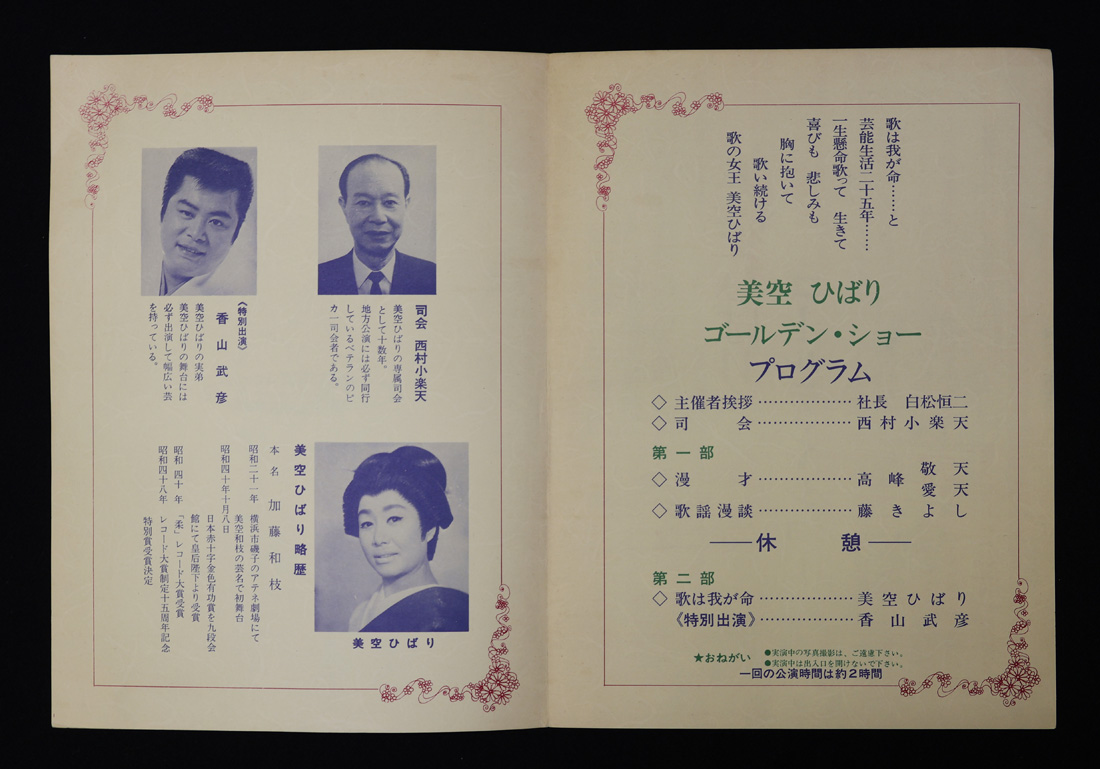 歌は我が命……と
芸能生活二十五年……
一生懸命歌って 生きて
喜びも 悲しみも
胸に抱いて
歌い続ける
歌の女王 美空ひばり
美空 ひばり
ゴールデン・ショー
プログラム
◇ 主催者挨拶………………社長 白松恒二
◇ 司会………………西村小楽天
第一部
◇ 漫才………………高峰 敬天
愛天
◇ 歌謡漫談………………藤きよし
── 休憩 ──
第二部
◇ 歌は我が命………………美空ひばり
《特別出演》………………香山武彦
★おねがい
●実演中の写真撮影は、ご遠慮下さい。
●実演中は出入口を開けないで下さい。
一回の公演時間は約2時間
司会 西村小楽天
美空ひばりの専属司会
として十数年。
地方公演には必ず同行
しているベテランのピ
カ一司会者である。
《特別出演》
香山武彦
美空ひばりの実弟
美空ひばりの舞台には
必ず出演して幅広い芸
を持っている。
美空ひばり
美空ひばり略歴
本名 加藤和枝
昭和二十一年 横浜市磯子のアテネ劇場にて
美空和枝の芸名で初舞台
昭和四十年十月八日
日本赤十字金色有功賞を九段会
館にて皇后陛下より受賞
昭和四十年 「柔」レコード大賞受賞
昭和四十八年 レコード大賞制定十五周年記念
特別賞受賞決定